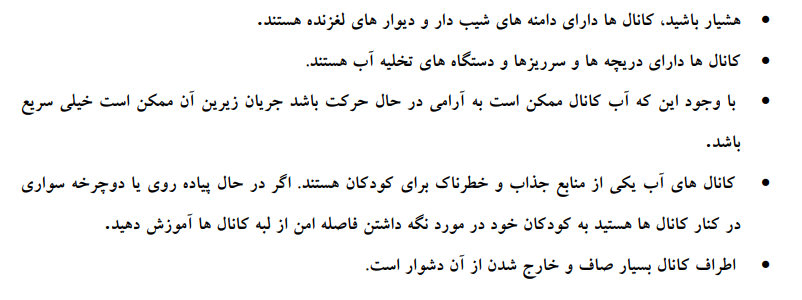 • هشیار باشید، کانال ها دارای دامنه های شیب دار و دیوار های لغزنده هستند.
• کانال ها دارای دریچه ها و سرریزها و دستگاه های تخلیه آب هستند.
• با وجود این که آب کانال ممکن است به آرامی در حال حرکت باشد جریان زیرین آن ممکن است خیلی سریع
باشد.
• کانال های آب یکی از منابع جذاب و خطرناک برای کودکان هستند. اگر در حال پیاده روی یا دوچرخه سواری
در کنار کانال ها هستید به کودکان خود در مورد نگه داشتن فاصله امن از لبه کانال ها آموزش دهید.
• اطراف کانال بسیار صاف و خارج شدن از آن دشوار است.